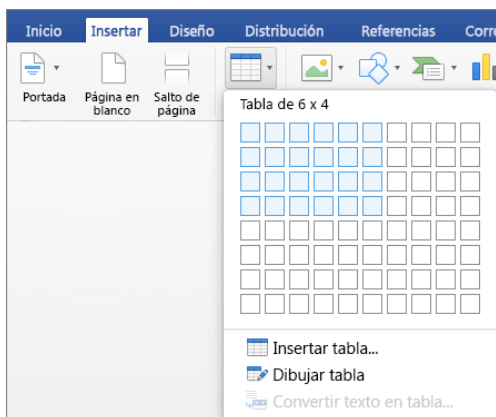 Inicio Insertar Diseño Distribución Referencias Corre
Portada Página en blanco Salto de página
Tabla de 6 x 4
Insertar tabla...
Dibujar tabla
Convertir texto en tabla...